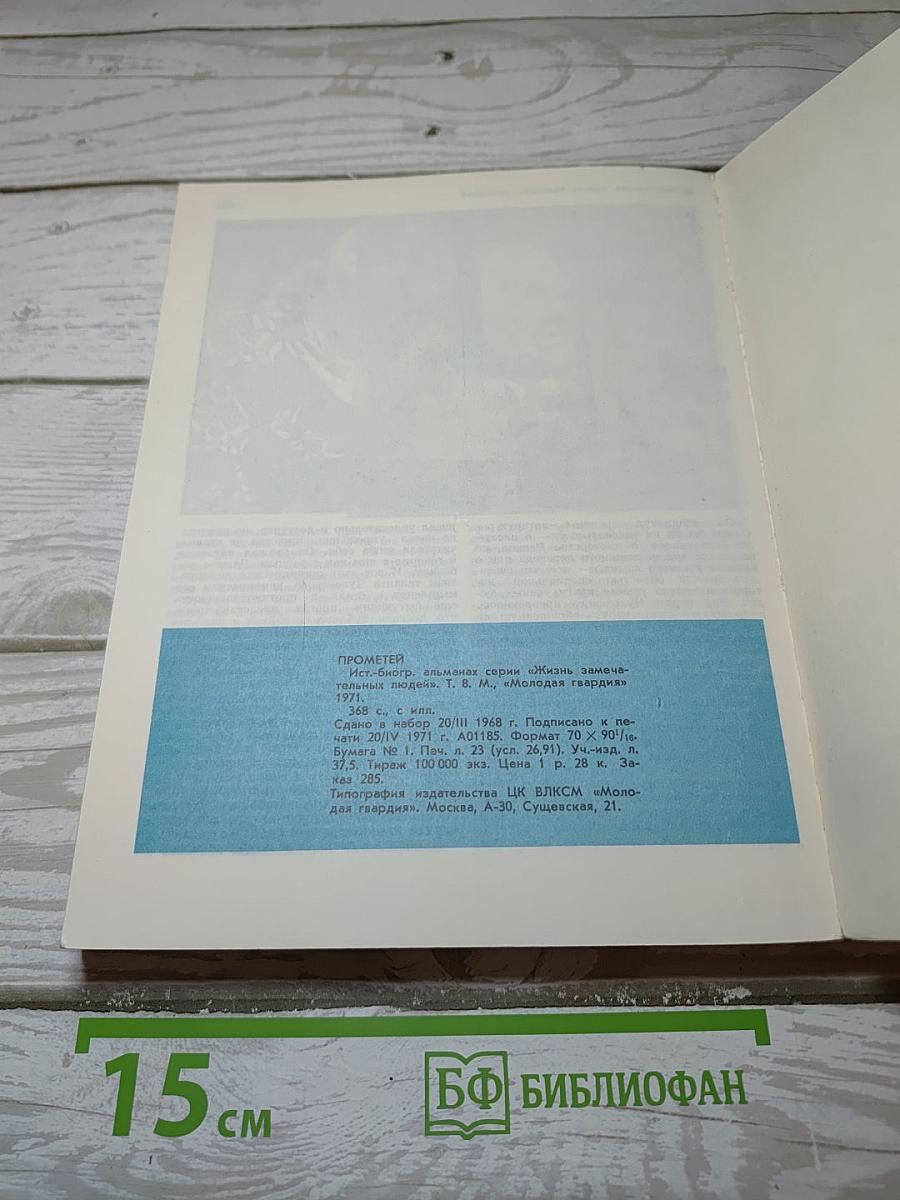 ПРОМЕТЕЙ
Ист.-биогр. альманах серии «Жизнь замеча-
тельных людей». Т. 8. М., «Молодая гвардия»
1971.
368 с., с илл.
Сдано в набор 20/III 1968 г. Подписано к пе-
чати 20/IV 1971 г. А01185. Формат 70 × 90¹/₁₆.
Бумага № 1. Печ. л. 23 (усл. 26,91). Уч.-изд. л.
37,5. Тираж 100 000 экз. Цена 1 р. 28 к. За-
каз 285.
Типография издательства ЦК ВЛКСМ «Моло-
дая гвардия». Москва, А-30, Сущевская, 21.
15 см
БФ БИБЛИОФАН